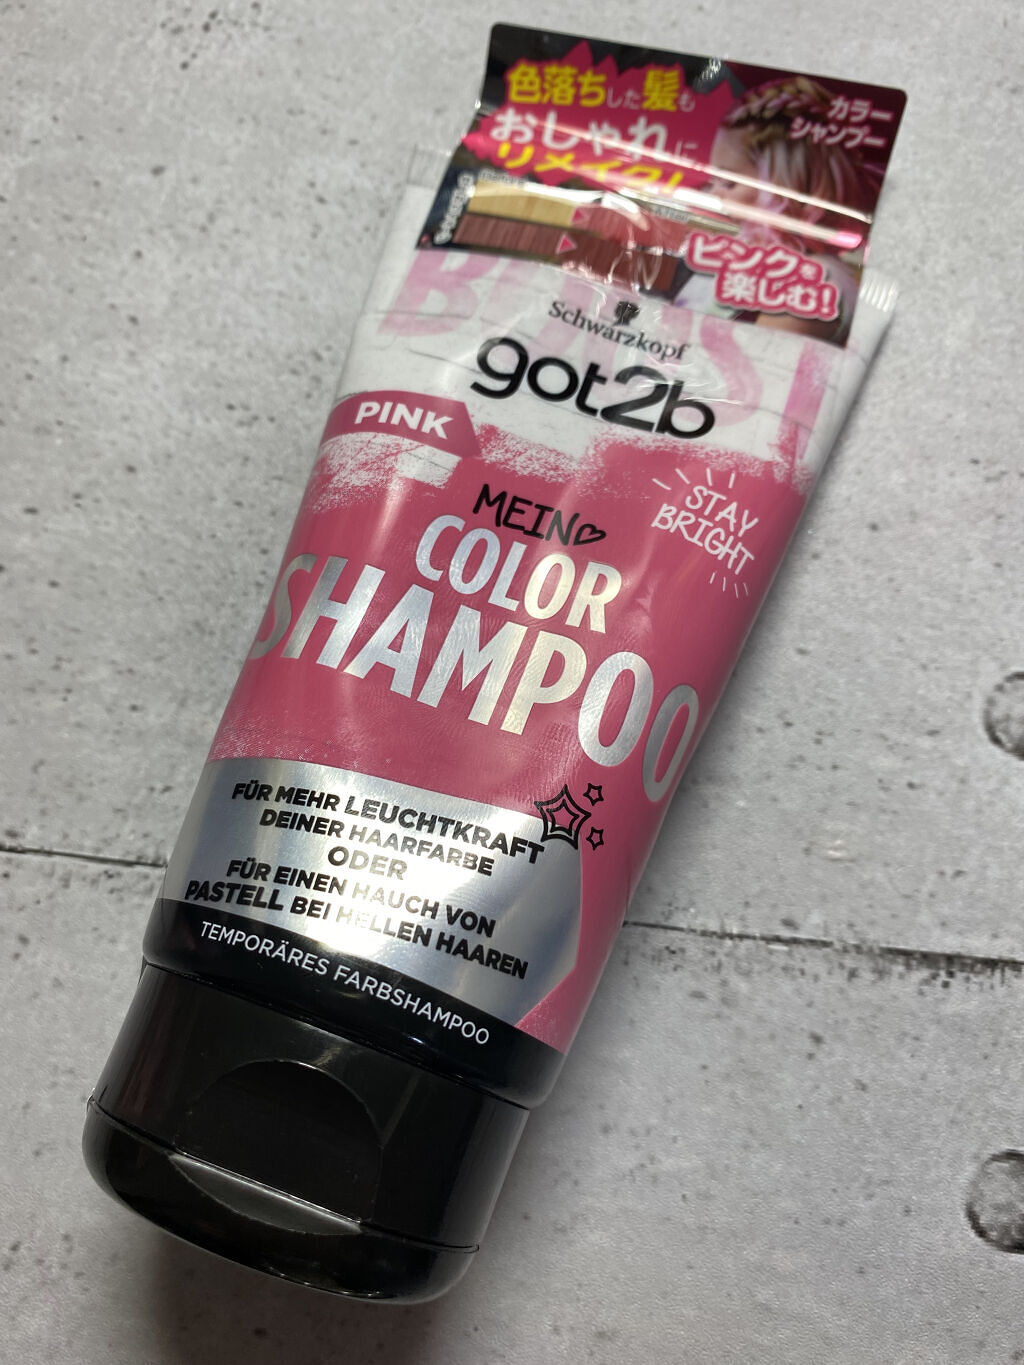 色落ちした髪も
おしゃれに
リメイク!
カラー
シャンプー
Before
After
ピンクを
楽しむ!
Schwarzkopf
got2b
PINK
STAY
BRIGHT
MEIN
COLOR
SHAMPOO
FÜR MEHR LEUCHTKRAFT
DEINER HAARFARBE
ODER
FÜR EINEN HAUCH VON
PASTELL BEI HELLEN HAAREN
TEMPORÄRES FARBSHAMPOO